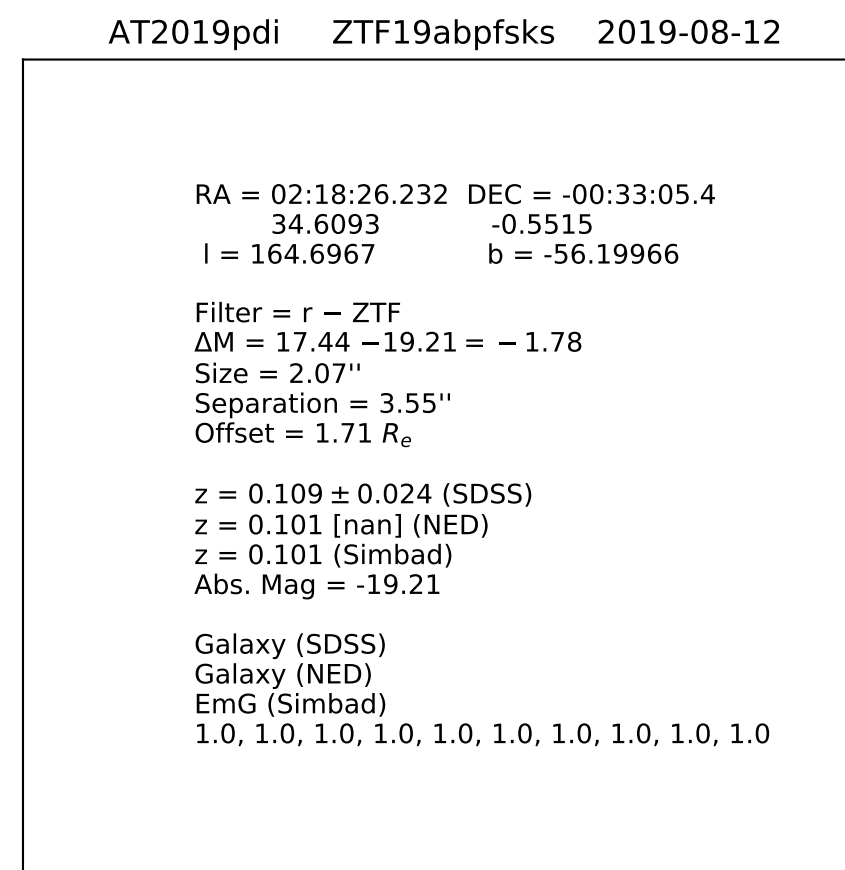 AT2019pdi ZTF19abpfsks 2019-08-12
RA = 02:18:26.232 DEC = -00:33:05.4
34.6093 -0.5515
l = 164.6967 b = -56.19966
Filter = r − ZTF
ΔM = 17.44 −19.21 = − 1.78
Size = 2.07''
Separation = 3.55''
Offset = 1.71 Re
z = 0.109 ± 0.024 (SDSS)
z = 0.101 [nan] (NED)
z = 0.101 (Simbad)
Abs. Mag = -19.21
Galaxy (SDSS)
Galaxy (NED)
EmG (Simbad)
1.0, 1.0, 1.0, 1.0, 1.0, 1.0, 1.0, 1.0, 1.0, 1.0